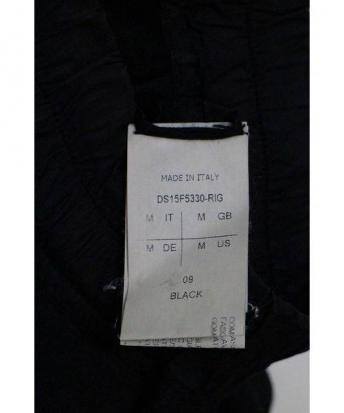 MADE IN ITALY
DS15F5330-RIG
M IT M GB
M DE M US
09
BLACK